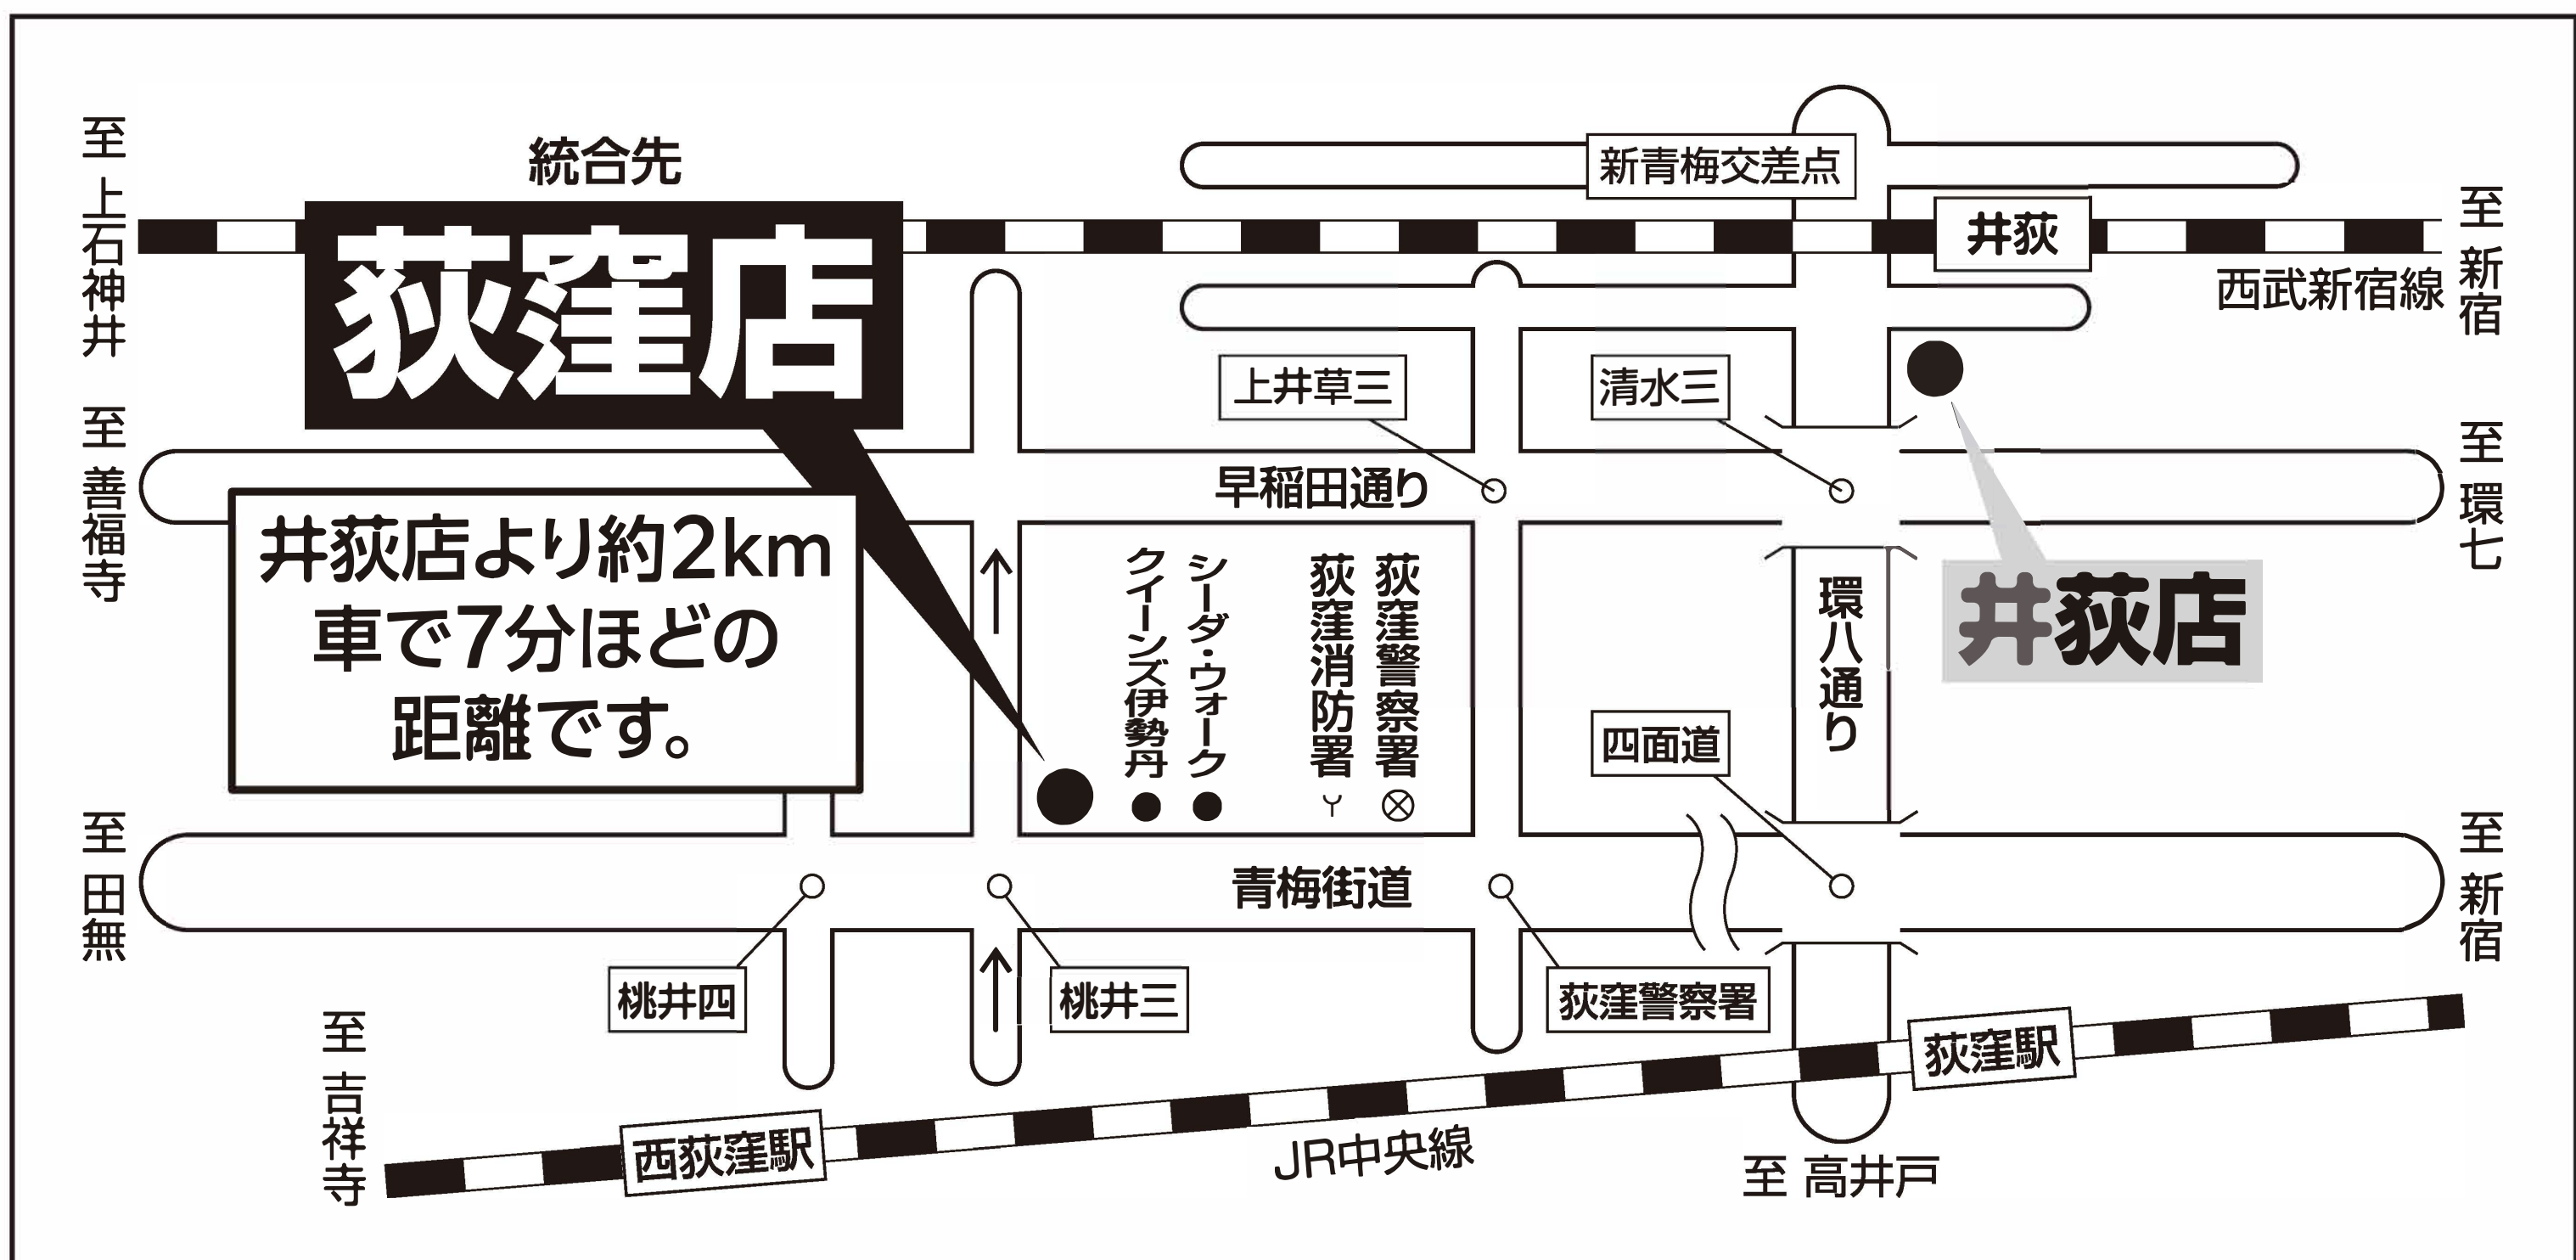 至 上石神井
統合先
荻窪店
新青梅交差点
井荻
至 新宿
西武新宿線
上井草三
清水三
至 善福寺
早稲田通り
至 環七
井荻店より約2km
車で7分ほどの
距離です。
クイーンズ伊勢丹
シーダ・ウォーク
荻窪消防署
荻窪警察署
環八通り
井荻店
四面道
至 田無
青梅街道
至 新宿
桃井四
桃井三
荻窪警察署
至 吉祥寺
西荻窪駅
JR中央線
荻窪駅
至 高井戸